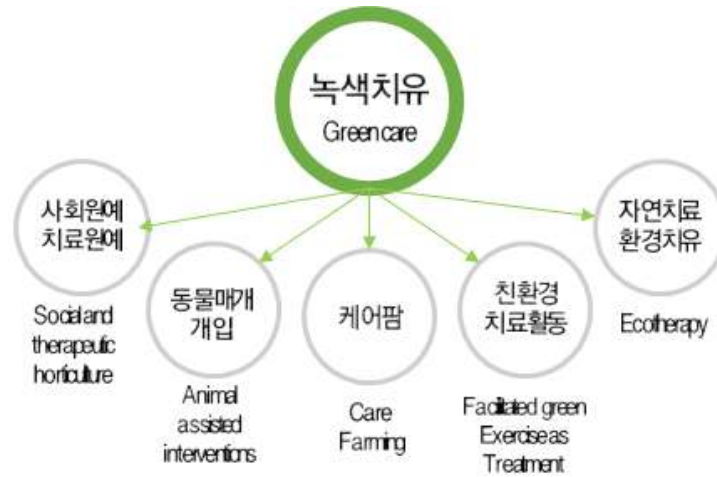 녹색치유
Green care
사회원예
치료원예
Social and
therapeutic
horticulture
동물매개
개입
Animal
assisted
interventions
케어팜
Care
Farming
친환경
치료활동
Facilitated green
Exercise as
Treatment
자연치료
환경치유
Ecotherapy